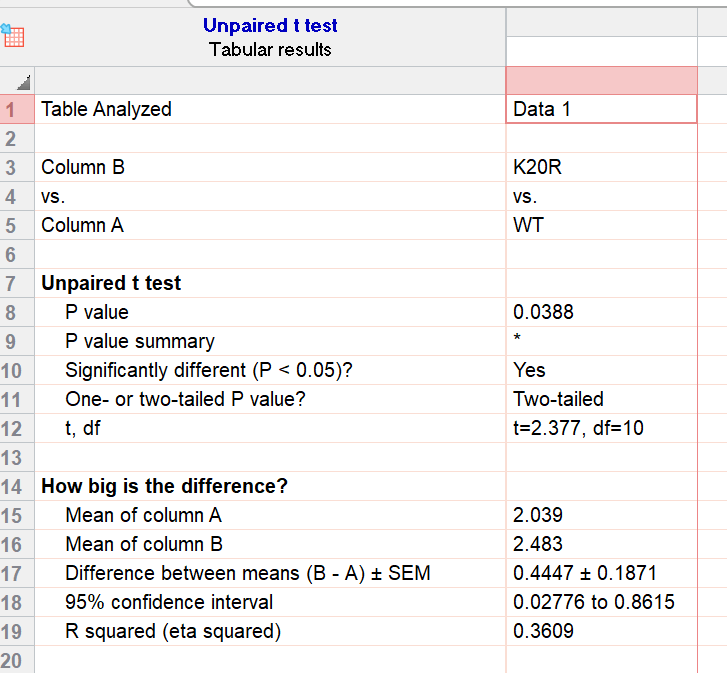 Unpaired t test
Tabular results
1 Table Analyzed Data 1
2
3 Column B K20R
4 vs. vs.
5 Column A WT
6
7 Unpaired t test
8 P value 0.0388
9 P value summary *
10 Significantly different (P < 0.05)? Yes
11 One- or two-tailed P value? Two-tailed
12 t, df t=2.377, df=10
13
14 How big is the difference?
15 Mean of column A 2.039
16 Mean of column B 2.483
17 Difference between means (B - A) ± SEM 0.4447 ± 0.1871
18 95% confidence interval 0.02776 to 0.8615
19 R squared (eta squared) 0.3609
20